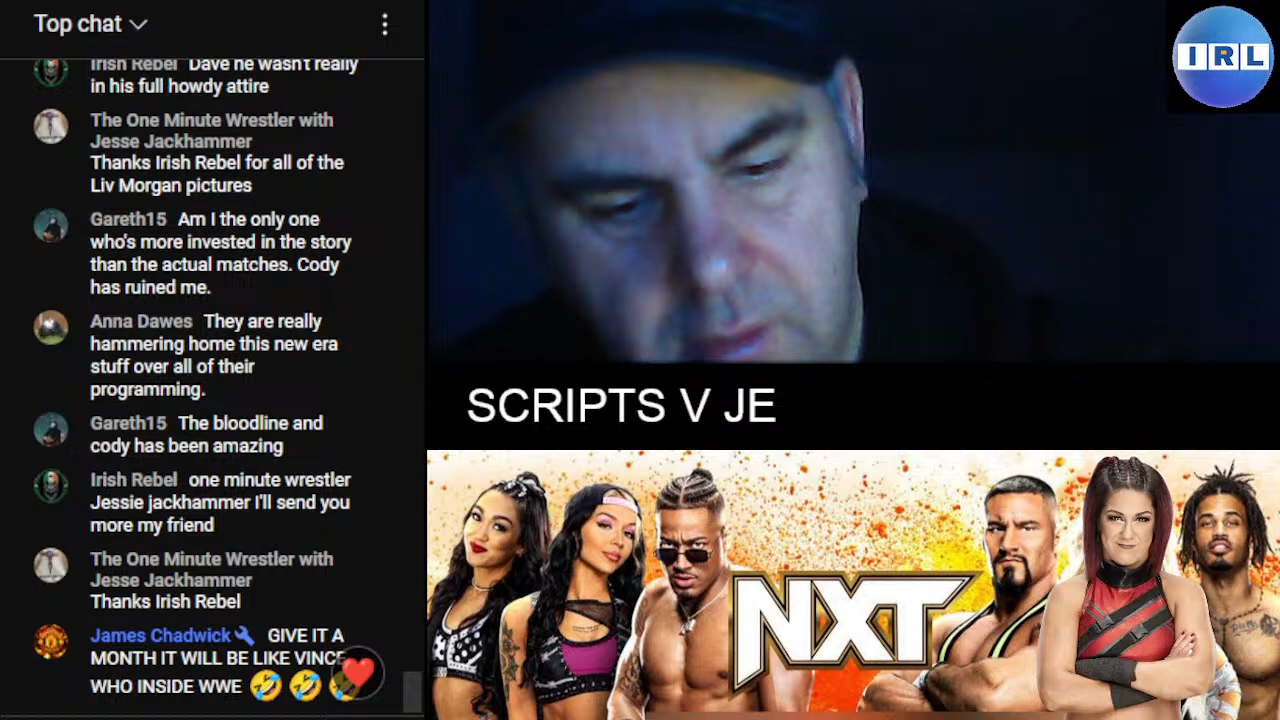 Top chat
Irish Rebel Dave he wasn't really
in his full howdy attire
The One Minute Wrestler with
Jesse Jackhammer
Thanks Irish Rebel for all of the
Liv Morgan pictures
Gareth15 Am I the only one
who's more invested in the story
than the actual matches. Cody
has ruined me.
Anna Dawes They are really
hammering home this new era
stuff over all of their
programming.
Gareth15 The bloodline and
cody has been amazing
Irish Rebel one minute wrestler
Jessie jackhammer I'll send you
more my friend
The One Minute Wrestler with
Jesse Jackhammer
Thanks Irish Rebel
James Chadwick GIVE IT A
MONTH IT WILL BE LIKE VINCE
WHO INSIDE WWE 🤣 🤣 🤣
IRL
SCRIPTS V JE
NXT